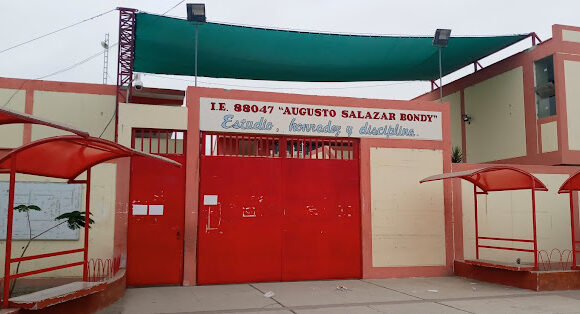 I.E. 88047 "AUGUSTO SALAZAR BONDY"
Estudio, honradez y disciplina.